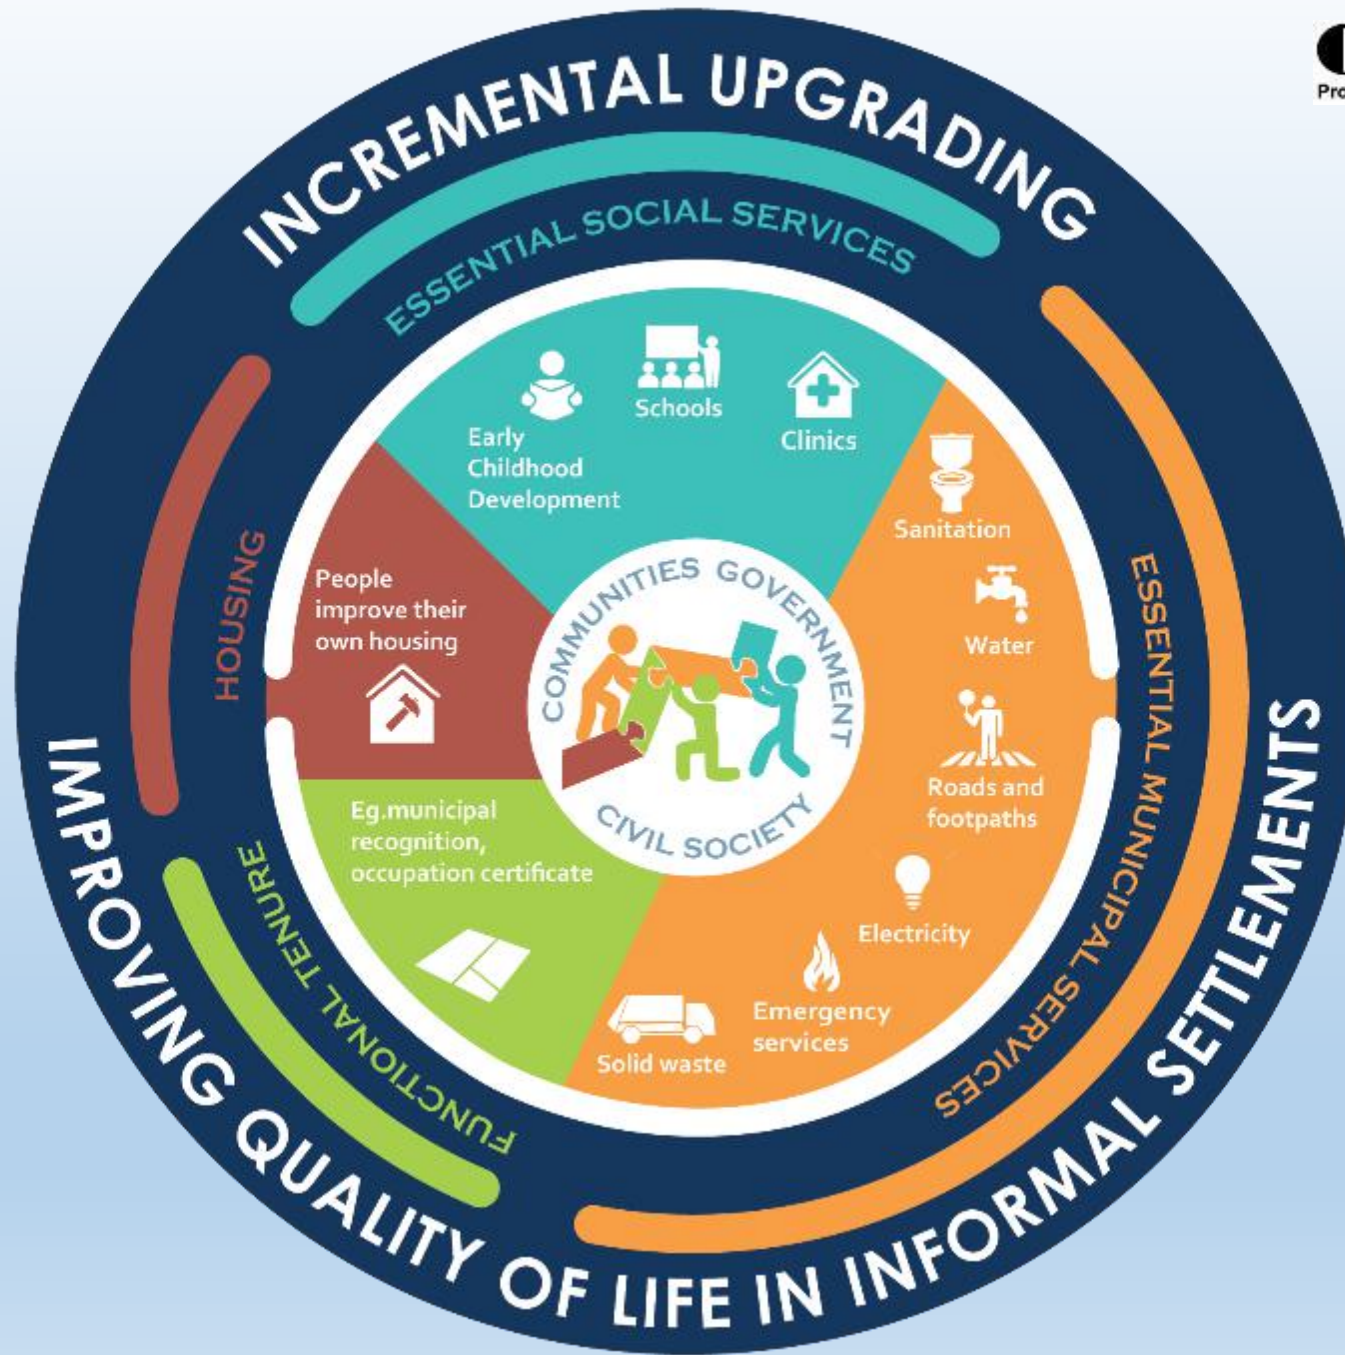 INCREMENTAL UPGRADING
ESSENTIAL SOCIAL SERVICES
Early
Childhood
Development
Schools
Clinics
ESSENTIAL MUNICIPAL SERVICES
Sanitation
Water
Roads and
footpaths
Electricity
Emergency
services
Solid waste
FUNCTIONAL TENURE
Eg.municipal
recognition,
occupation certificate
HOUSING
People
improve their
own housing
COMMUNITIES GOVERNMENT
CIVIL SOCIETY
IMPROVING QUALITY OF LIFE IN INFORMAL SETTLEMENTS